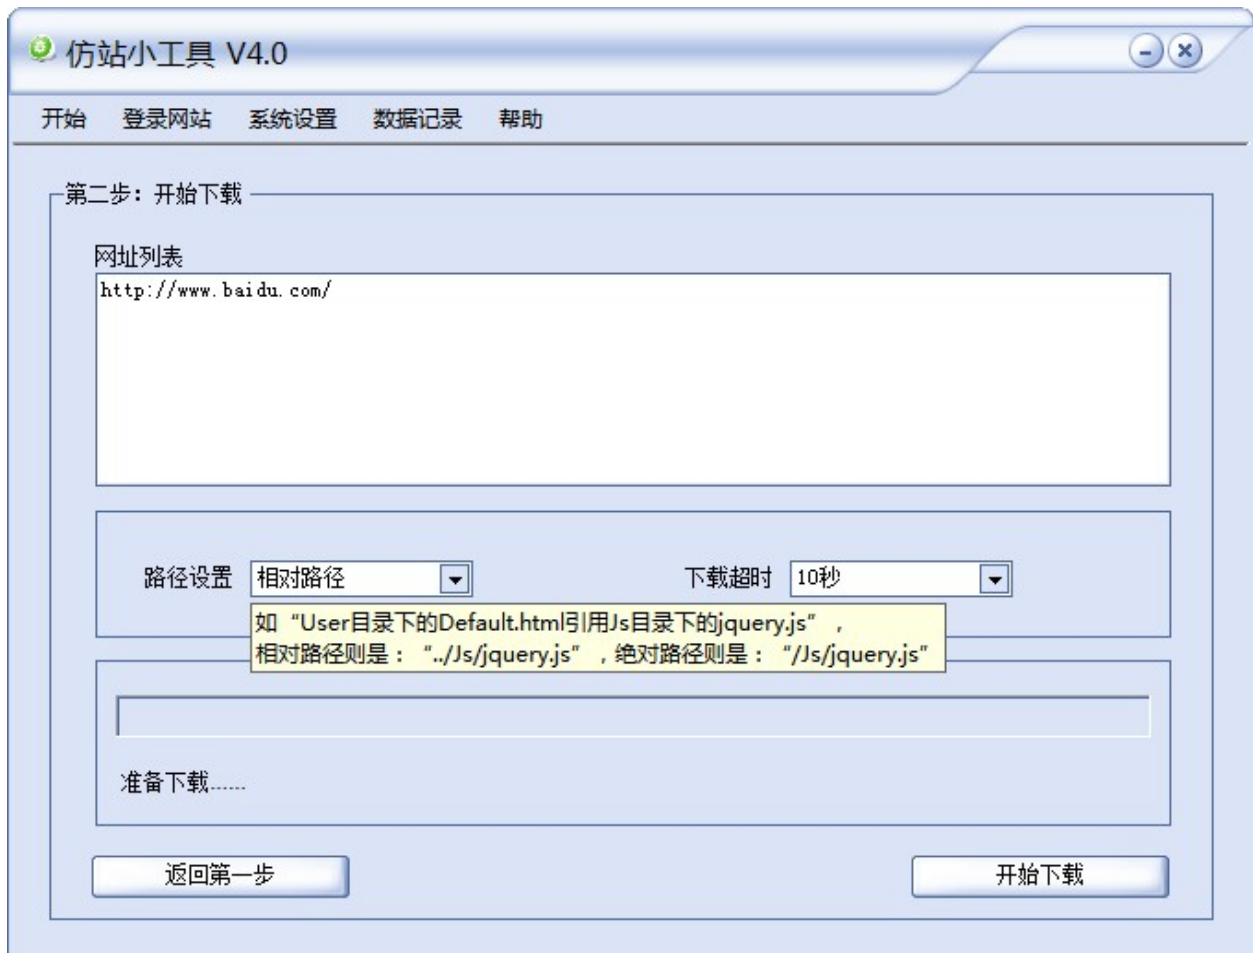 仿站小工具 V4.0
开始 登录网站 系统设置 数据记录 帮助
第二步：开始下载
网址列表
http://www.baidu.com/
路径设置 相对路径 下载超时 10秒
如“User目录下的Default.html引用Js目录下的jquery.js”，
相对路径则是：“../Js/jquery.js”，绝对路径则是：“/Js/jquery.js”
准备下载......
返回第一步 开始下载